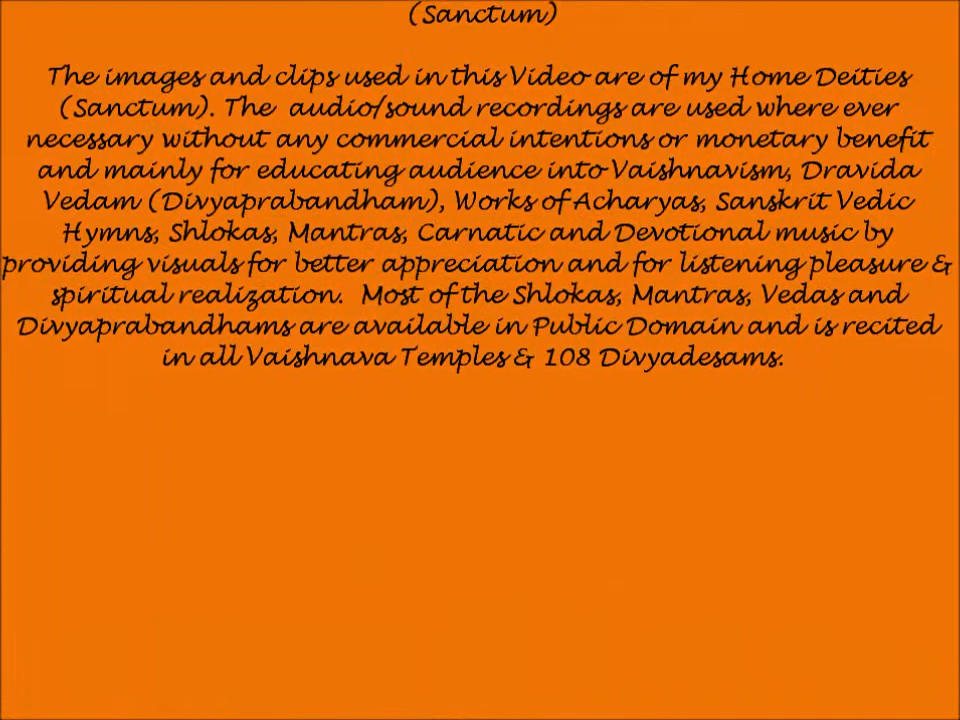 (Sanctum)
The images and clips used in this Video are of my Home Deities
(Sanctum). The audio/sound recordings are used where ever
necessary without any commercial intentions or monetary benefit
and mainly for educating audience into Vaishnavism, Dravida
Vedam (Divyaprabandham), Works of Acharyas, Sanskrit Vedic
Hymns, Shlokas, Mantras, Carnatic and Devotional music by
providing visuals for better appreciation and for listening pleasure &
spiritual realization. Most of the Shlokas, Mantras, Vedas and
Divyaprabandhams are available in Public Domain and is recited
in all Vaishnava Temples & 108 Divyadesams.